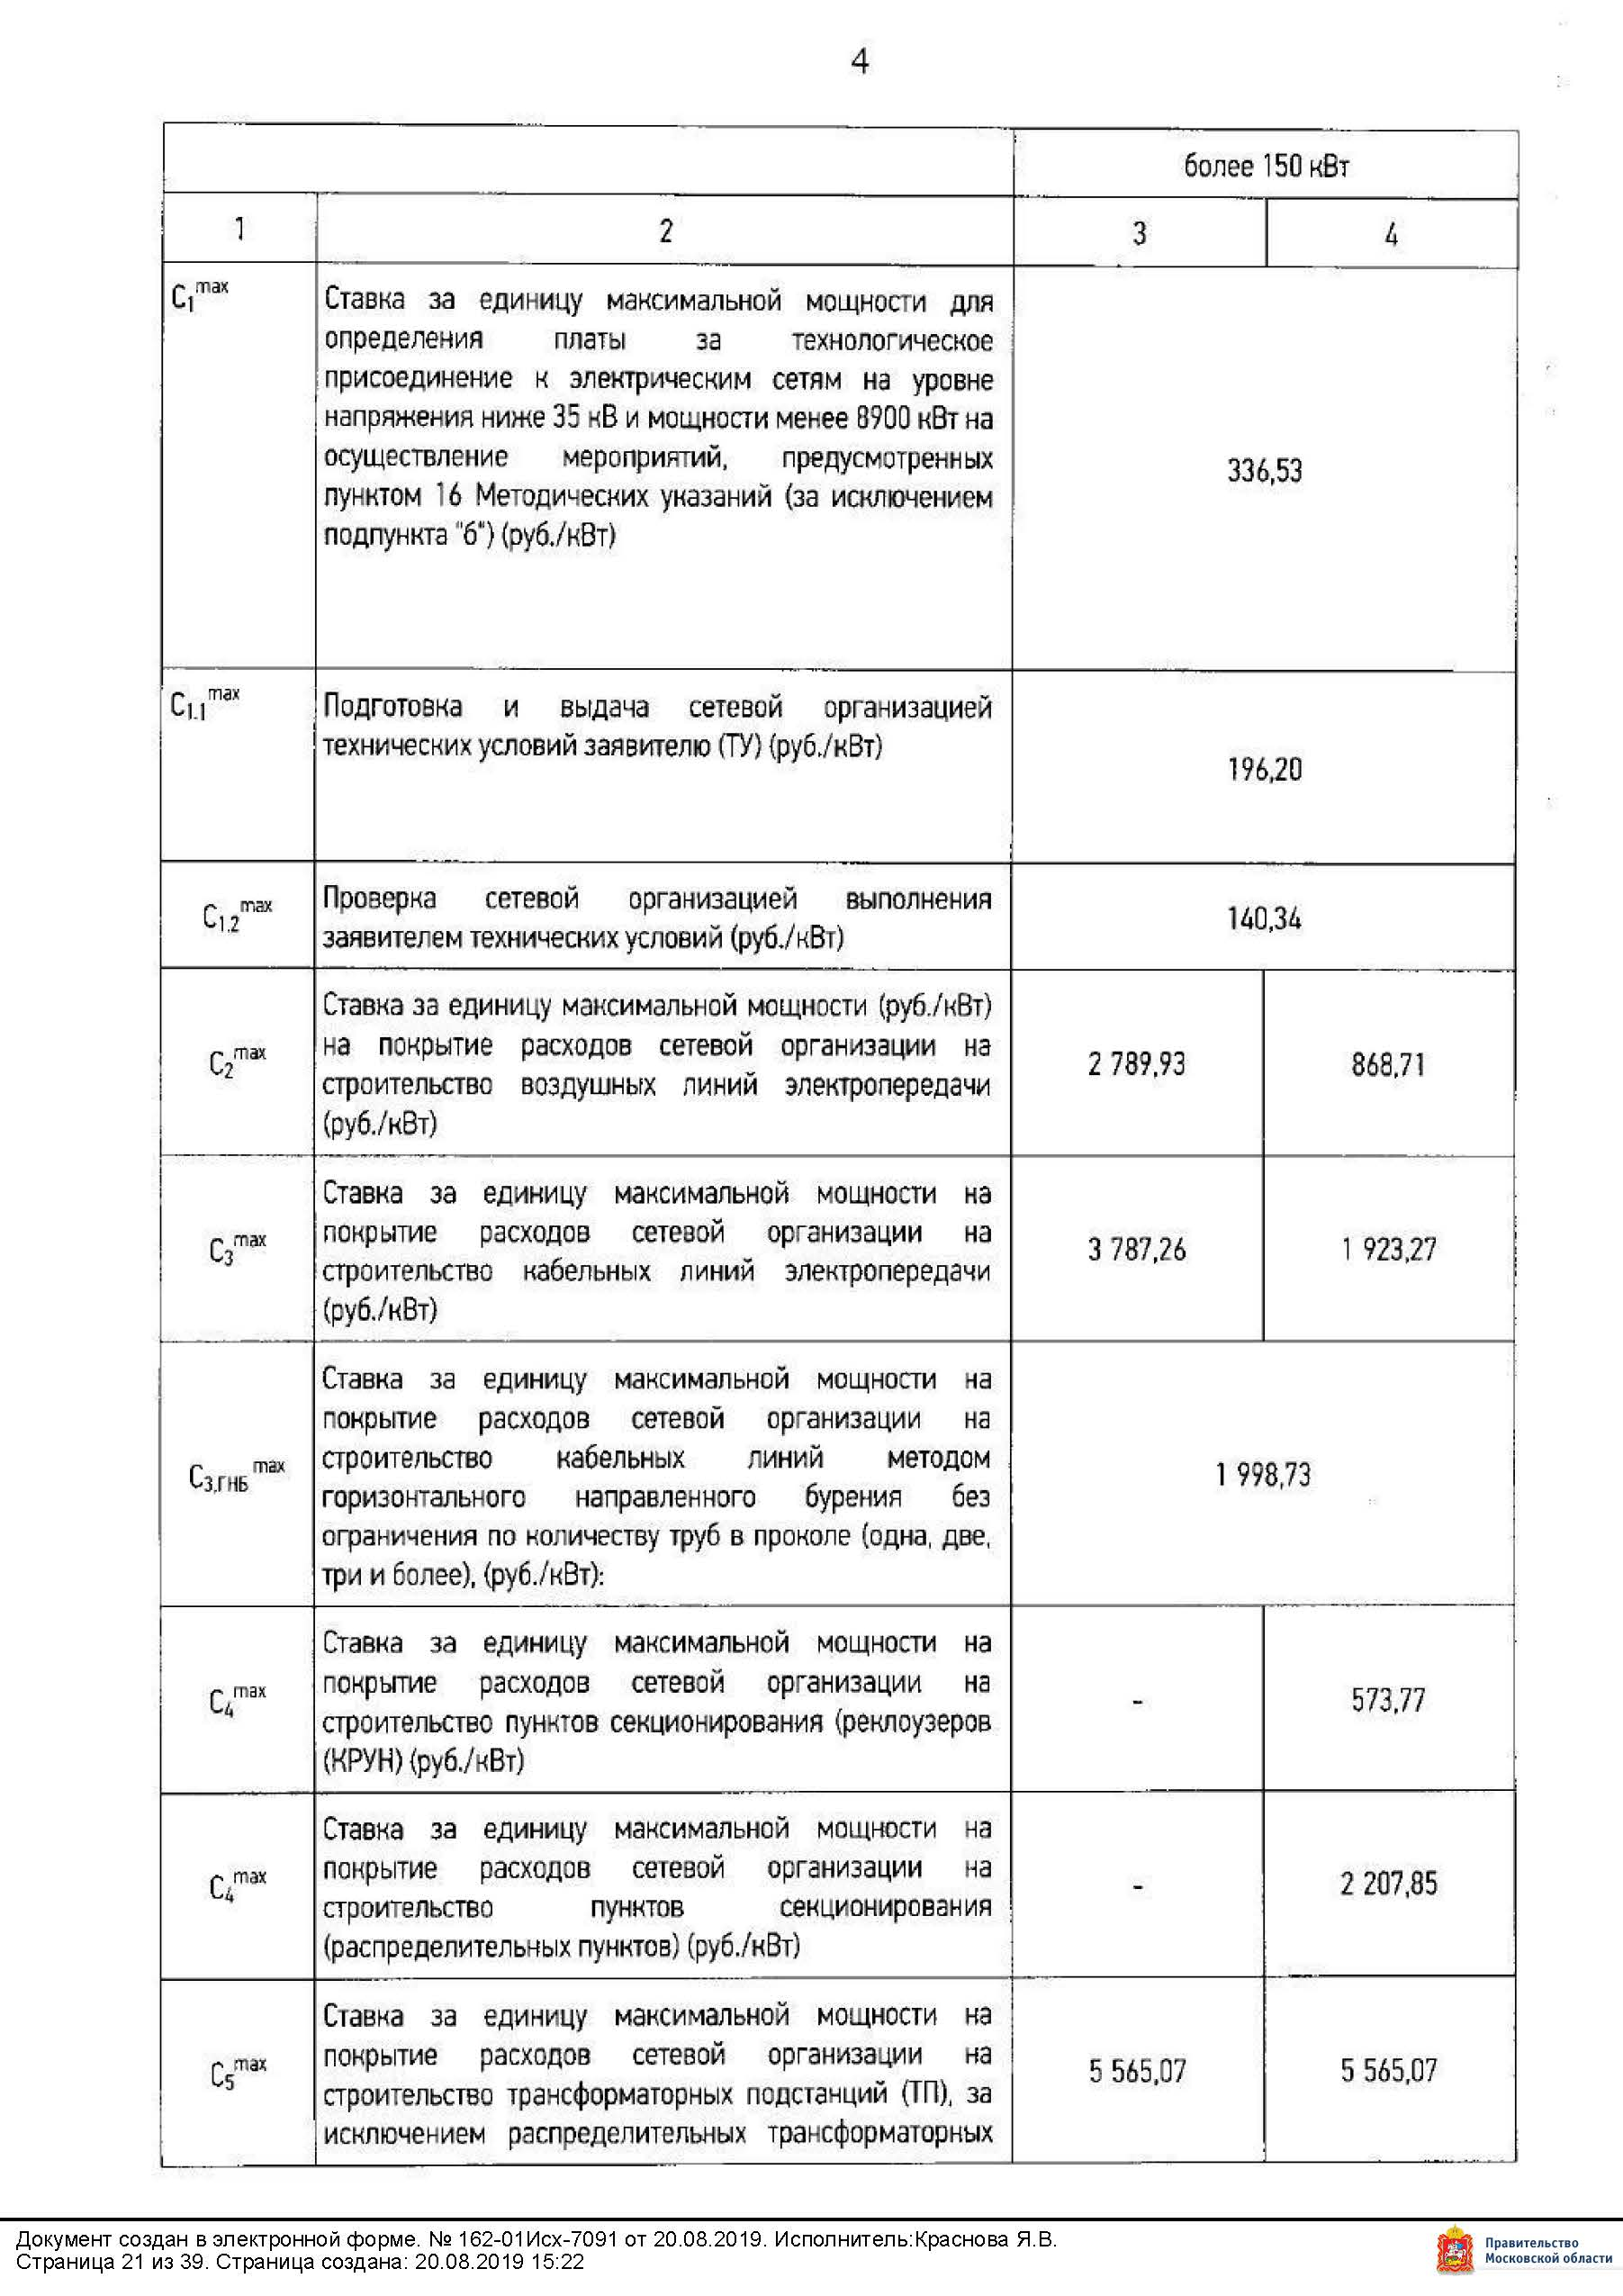 4
более 150 кВт
1
2
3
4
C₁ᵐᵃˣ
Ставка за единицу максимальной мощности для
определения платы за технологическое
присоединение к электрическим сетям на уровне
напряжения ниже 35 кВ и мощности менее 8900 кВт на
осуществление мероприятий, предусмотренных
пунктом 16 Методических указаний (за исключением
подпункта "б") (руб./кВт)
336,53
C₁.₁ᵐᵃˣ
Подготовка и выдача сетевой организацией
технических условий заявителю (ТУ) (руб./кВт)
196,20
C₁.₂ᵐᵃˣ
Проверка сетевой организацией выполнения
заявителем технических условий (руб./кВт)
140,34
C₂ᵐᵃˣ
Ставка за единицу максимальной мощности (руб./кВт)
на покрытие расходов сетевой организации на
строительство воздушных линий электропередачи
(руб./кВт)
2 789,93
868,71
C₃ᵐᵃˣ
Ставка за единицу максимальной мощности на
покрытие расходов сетевой организации на
строительство кабельных линий электропередачи
(руб./кВт)
3 787,26
1 923,27
C3,ГНБᵐᵃˣ
Ставка за единицу максимальной мощности на
покрытие расходов сетевой организации на
строительство кабельных линий методом
горизонтального направленного бурения без
ограничения по количеству труб в проколе (одна, две,
три и более), (руб./кВт):
1 998,73
C₄ᵐᵃˣ
Ставка за единицу максимальной мощности на
покрытие расходов сетевой организации на
строительство пунктов секционирования (реклоузеров
(КРУН) (руб./кВт)
-
573,77
C₄ᵐᵃˣ
Ставка за единицу максимальной мощности на
покрытие расходов сетевой организации на
строительство пунктов секционирования
(распределительных пунктов) (руб./кВт)
-
2 207,85
C₅ᵐᵃˣ
Ставка за единицу максимальной мощности на
покрытие расходов сетевой организации на
строительство трансформаторных подстанций (ТП), за
исключением распределительных трансформаторных
5 565,07
5 565,07
Документ создан в электронной форме. № 162-01Исх-7091 от 20.08.2019. Исполнитель:Краснова Я.В.
Страница 21 из 39. Страница создана: 20.08.2019 15:22
Правительство
Московской области